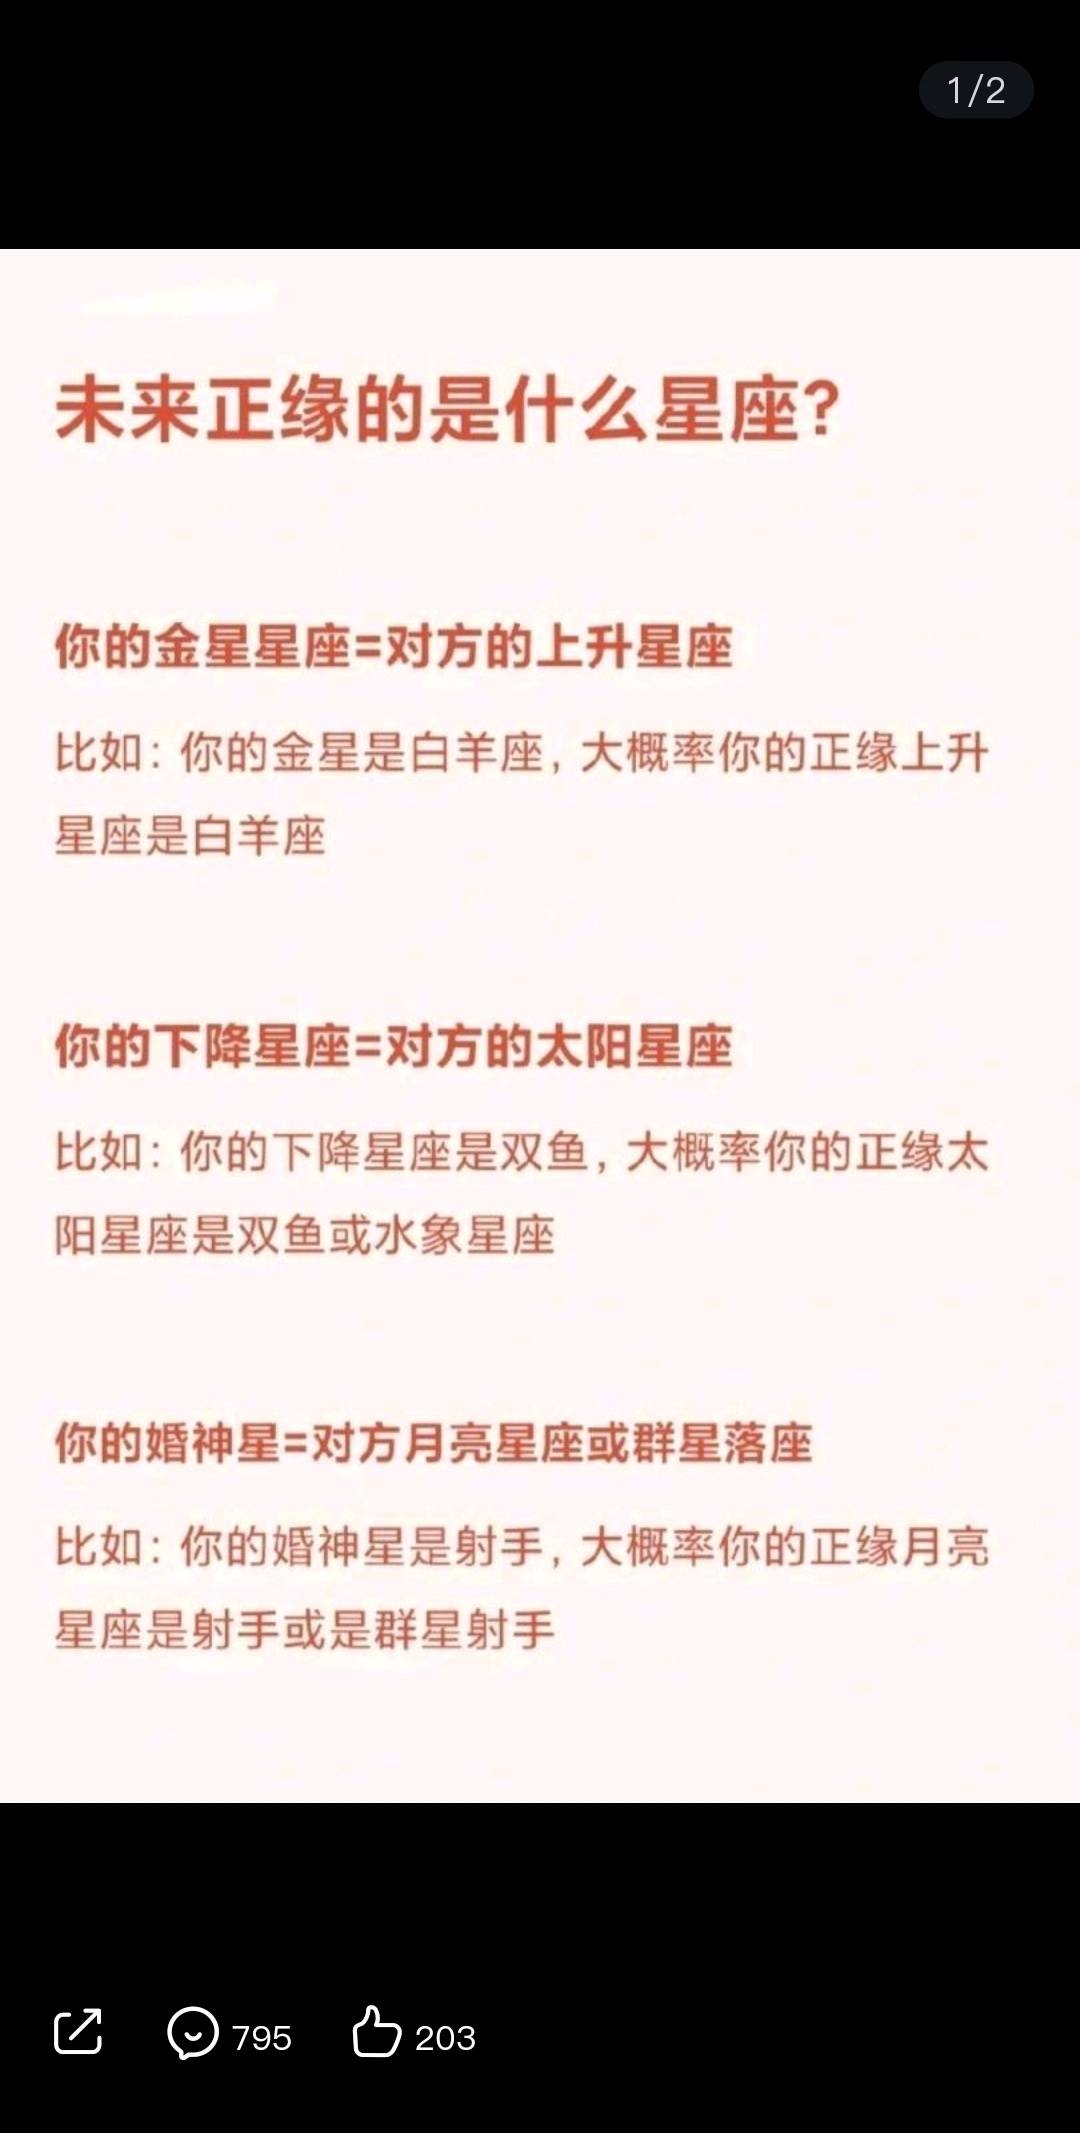 1/2
未来正缘的是什么星座?
你的金星星座=对方的上升星座
比如：你的金星是白羊座，大概率你的正缘上升
星座是白羊座
你的下降星座=对方的太阳星座
比如：你的下降星座是双鱼，大概率你的正缘太
阳星座是双鱼或水象星座
你的婚神星=对方月亮星座或群星落座
比如：你的婚神星是射手，大概率你的正缘月亮
星座是射手或是群星射手
795 203